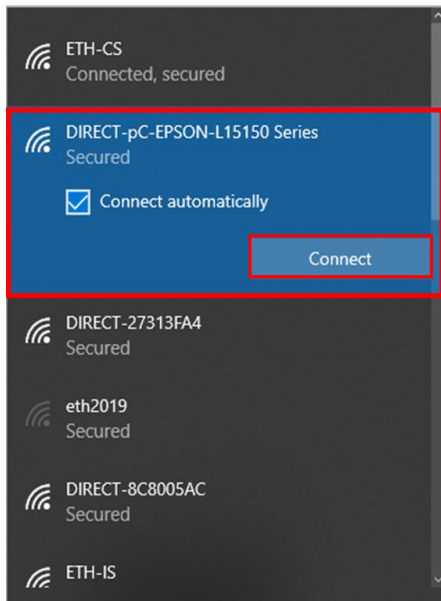 ETH-CS
Connected, secured
DIRECT-pC-EPSON-L15150 Series
Secured
Connect automatically
Connect
DIRECT-27313FA4
Secured
eth2019
Secured
DIRECT-8C8005AC
Secured
ETH-IS